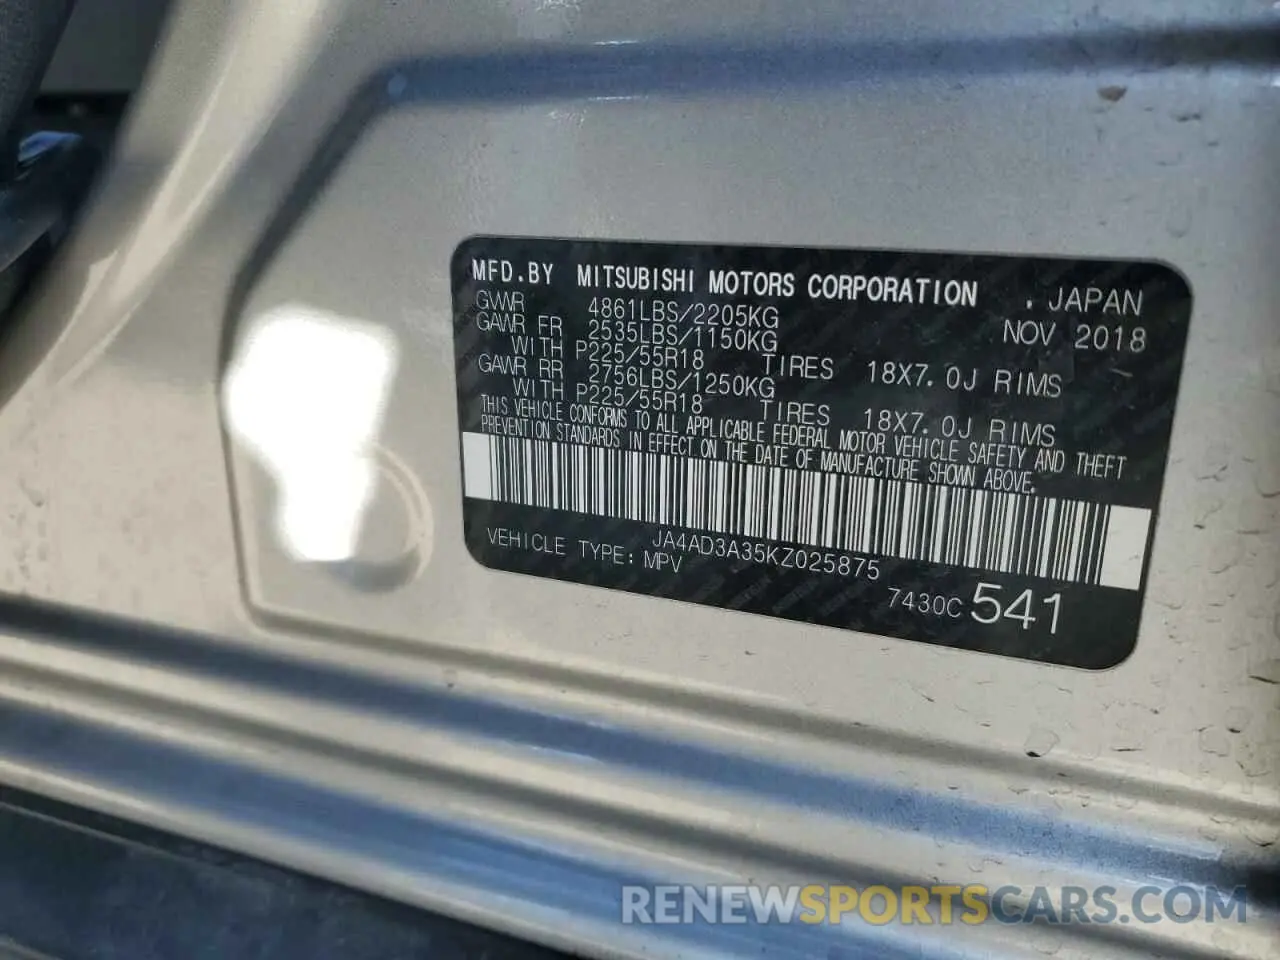 MFD.BY MITSUBISHI MOTORS CORPORATION . JAPAN
GVWR 4861LBS/2205KG NOV 2018
GAWR FR 2535LBS/1150KG
WITH P225/55R18 TIRES 18X7.0J RIMS
GAWR RR 2756LBS/1250KG
WITH P225/55R18 TIRES 18X7.0J RIMS
THIS VEHICLE CONFORMS TO ALL APPLICABLE FEDERAL MOTOR VEHICLE SAFETY AND THEFT
PREVENTION STANDARDS IN EFFECT ON THE DATE OF MANUFACTURE SHOWN ABOVE.
JA4AD3A35KZ025875
VEHICLE TYPE: MPV
7430C 541
RENEWSPORTSCARS.COM